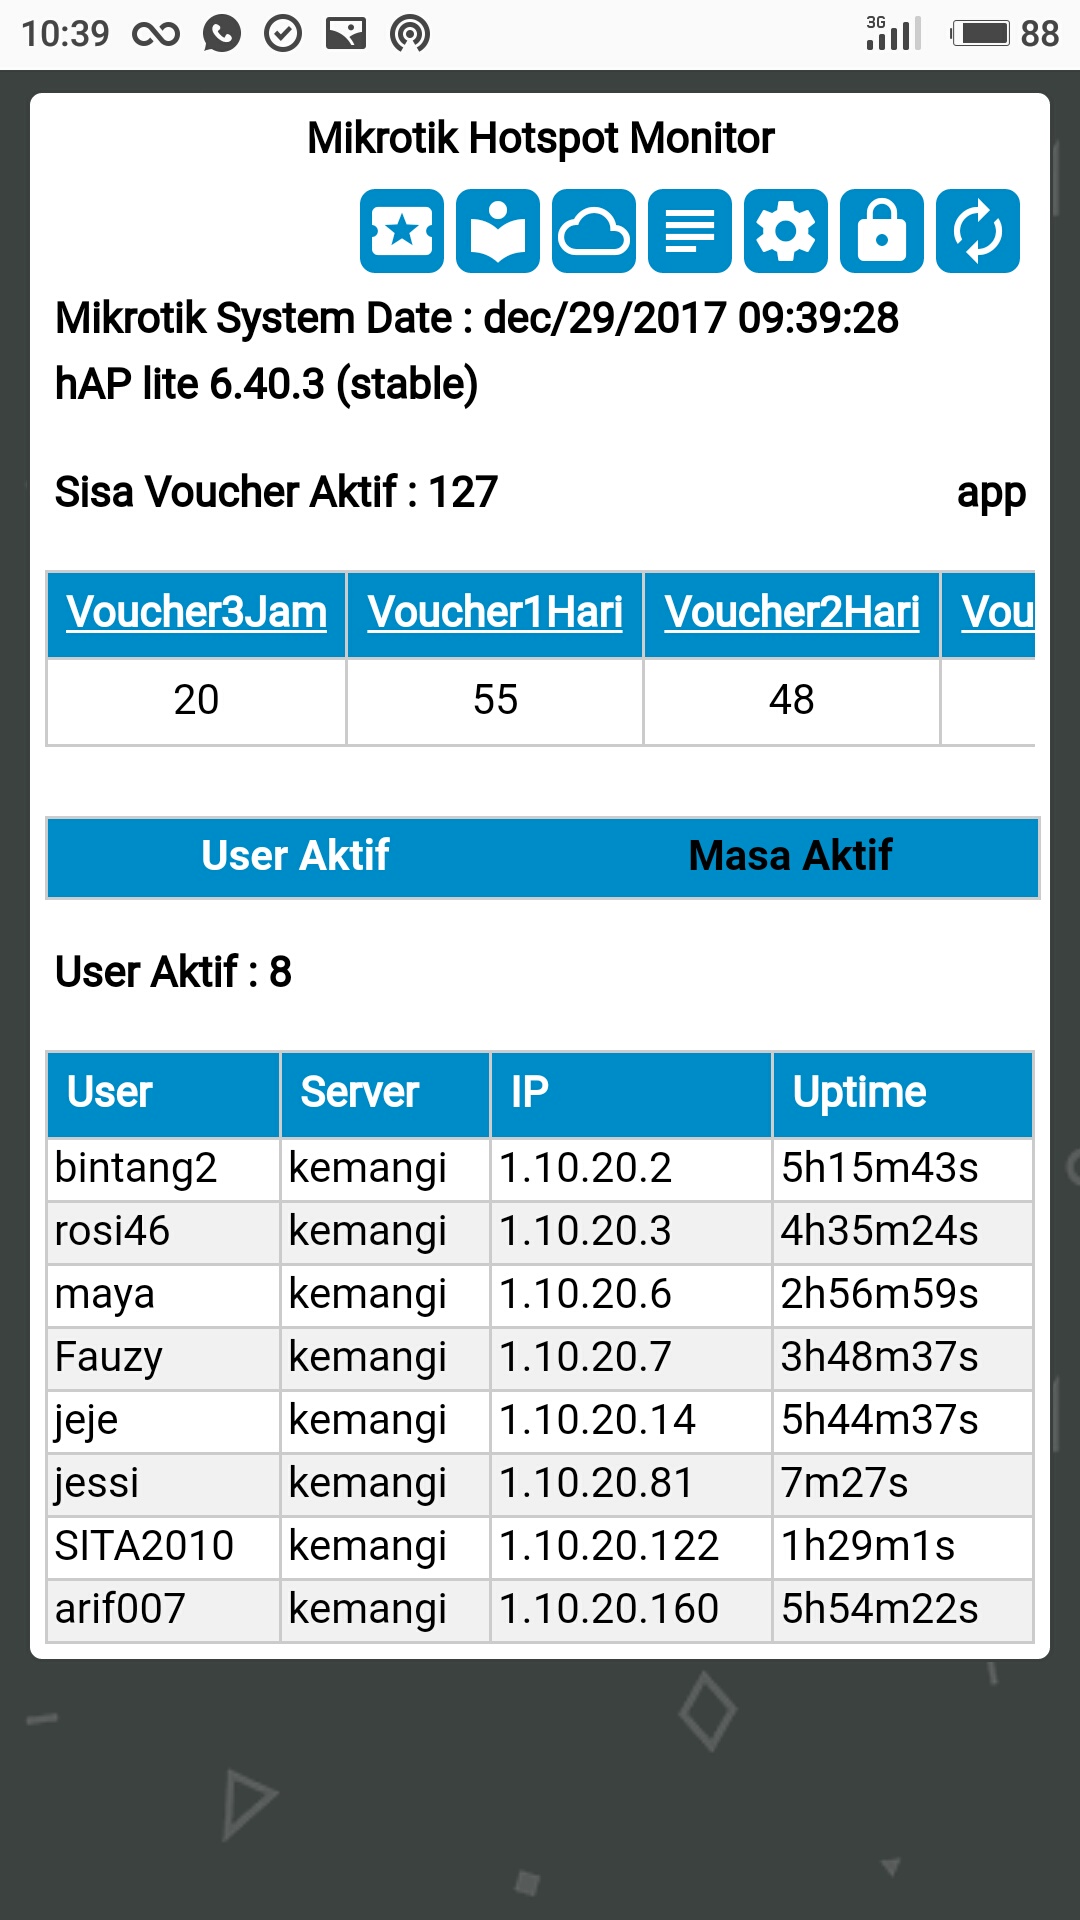 10:39 3G 88
Mikrotik Hotspot Monitor
Mikrotik System Date : dec/29/2017 09:39:28
hAP lite 6.40.3 (stable)
Sisa Voucher Aktif : 127 app
Voucher3Jam Voucher1Hari Voucher2Hari Vou
20 55 48
User Aktif Masa Aktif
User Aktif : 8
User Server IP Uptime
bintang2 kemangi 1.10.20.2 5h15m43s
rosi46 kemangi 1.10.20.3 4h35m24s
maya kemangi 1.10.20.6 2h56m59s
Fauzy kemangi 1.10.20.7 3h48m37s
jeje kemangi 1.10.20.14 5h44m37s
jessi kemangi 1.10.20.81 7m27s
SITA2010 kemangi 1.10.20.122 1h29m1s
arif007 kemangi 1.10.20.160 5h54m22s